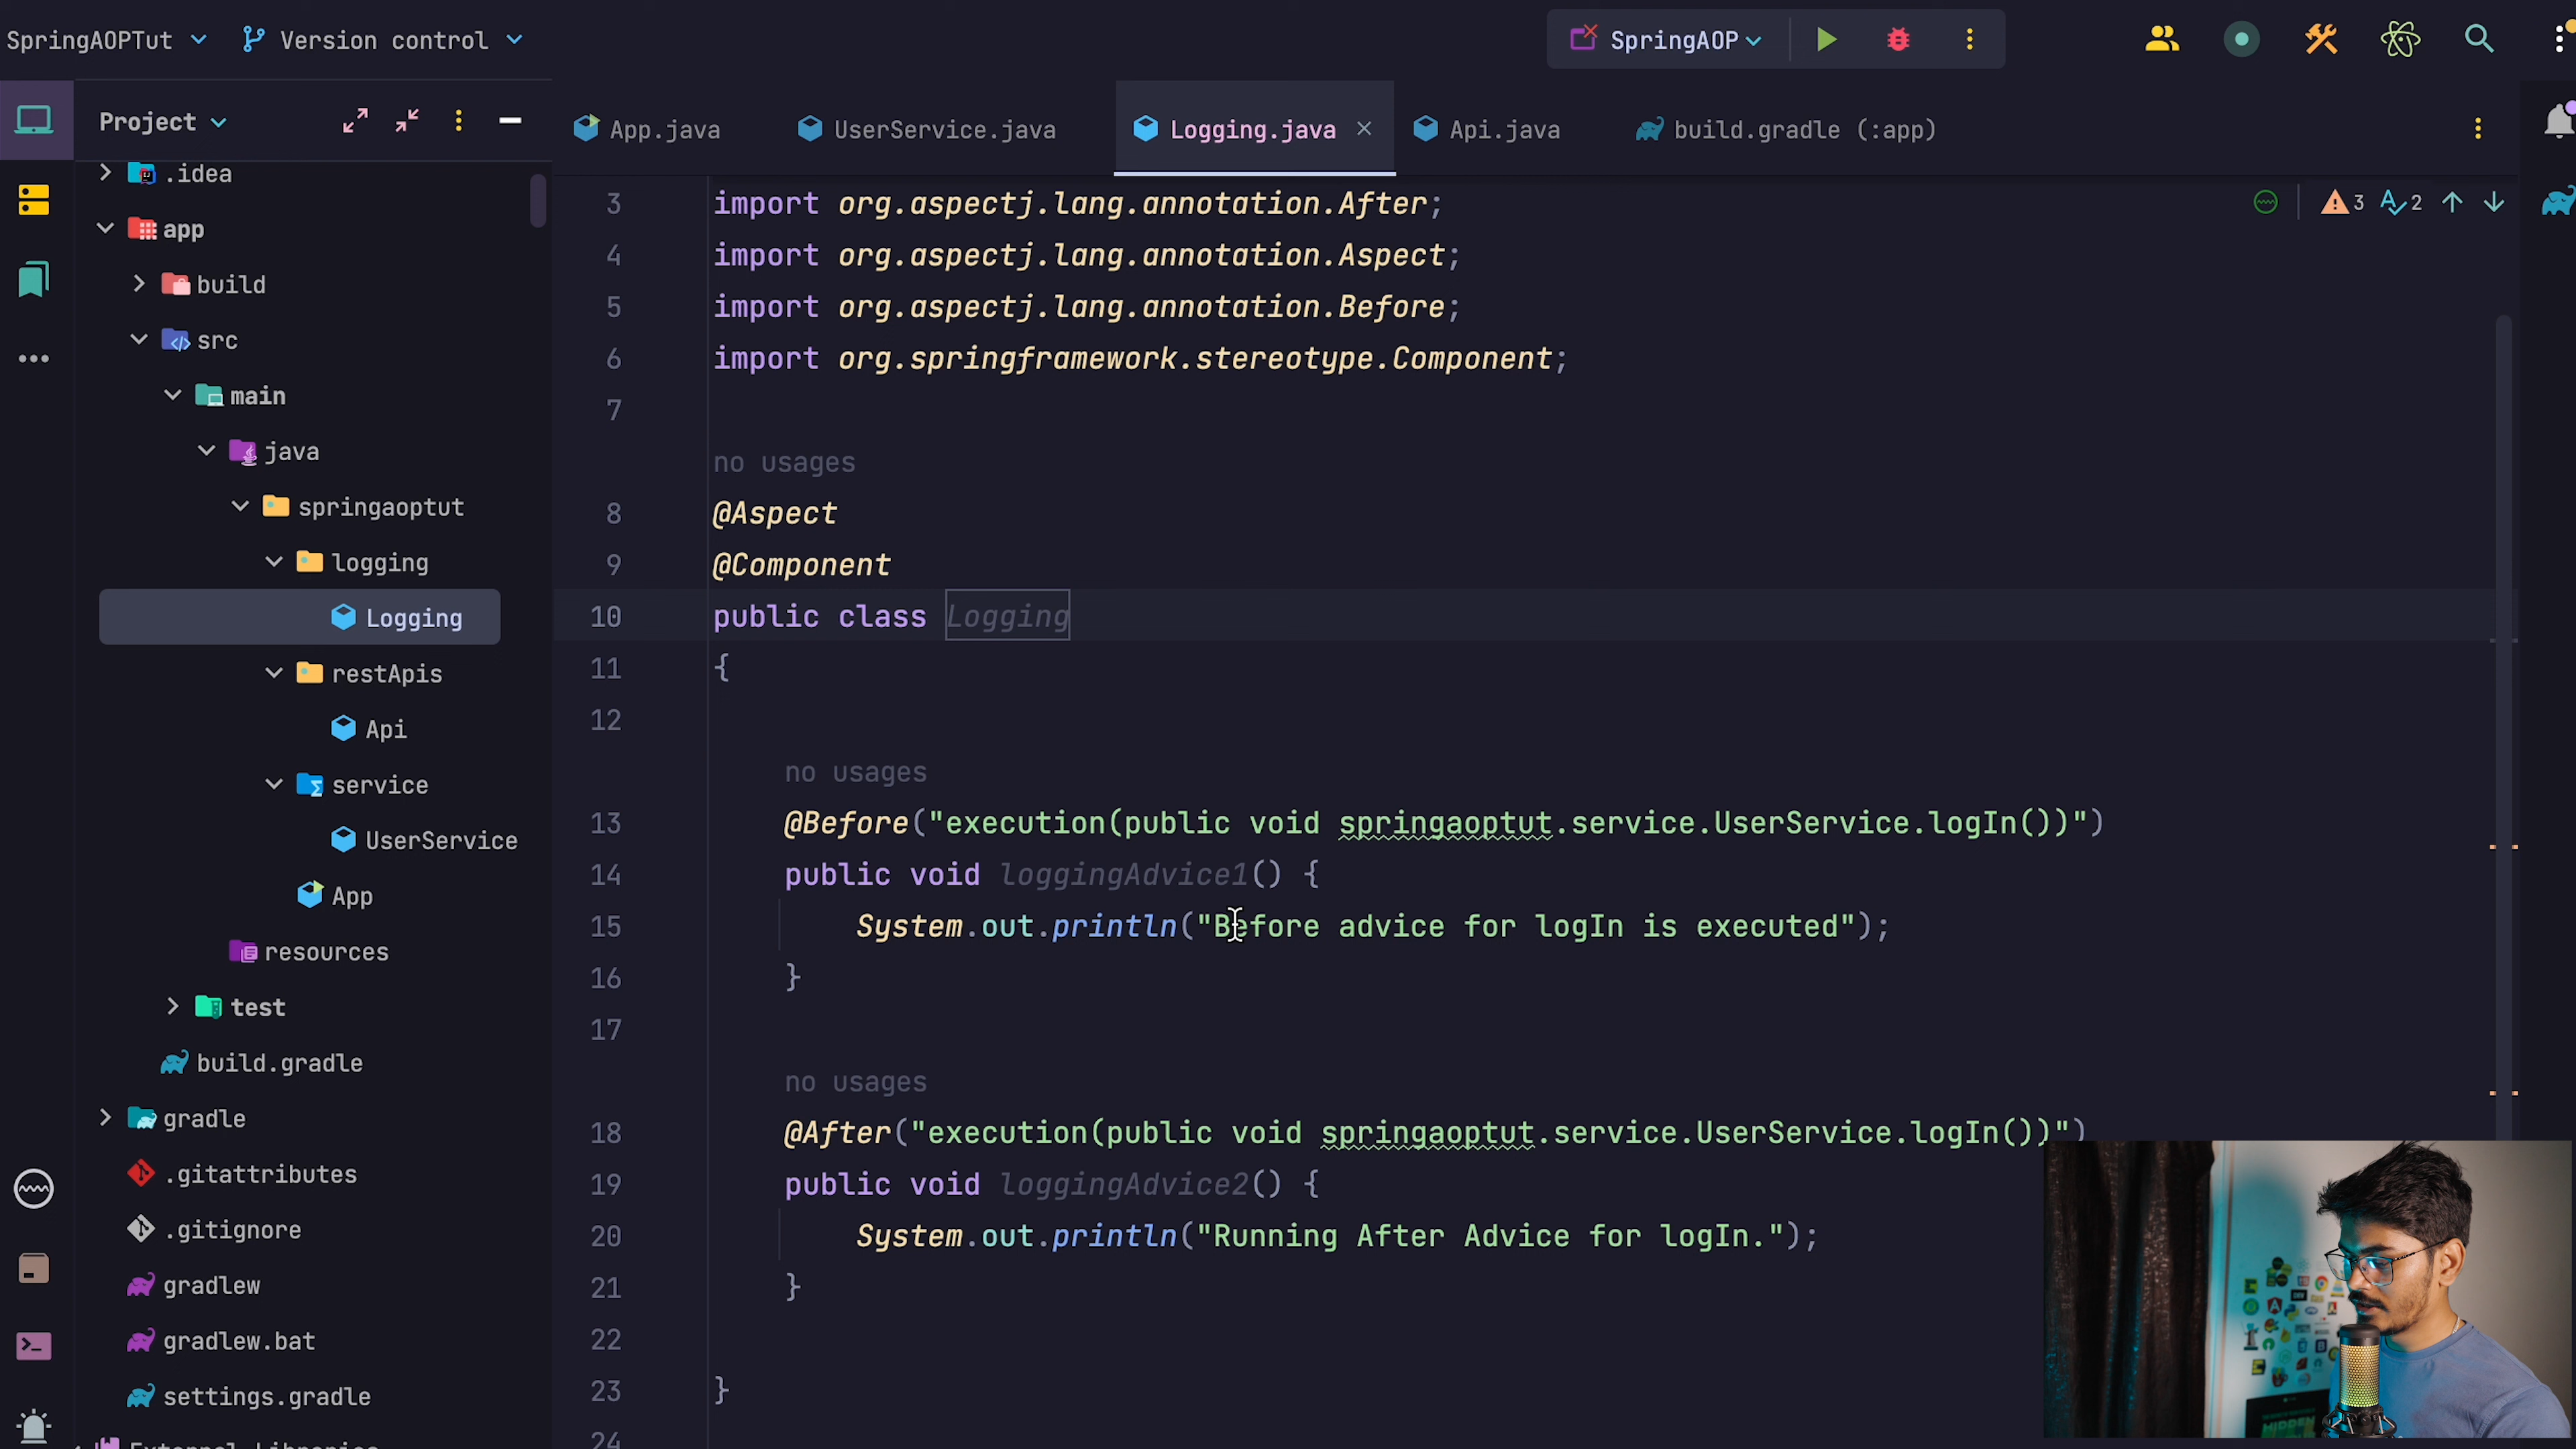 SpringAOPTut
Version control
SpringAOP
Project
App.java
UserService.java
Logging.java
Api.java
build.gradle (:app)
.idea
app
build
src
main
java
springaoptut
logging
Logging
restApis
Api
service
UserService
App
resources
test
build.gradle
gradle
.gitattributes
.gitignore
gradlew
gradlew.bat
settings.gradle
External Libraries
3 2
3 import org.aspectj.lang.annotation.After;
4 import org.aspectj.lang.annotation.Aspect;
5 import org.aspectj.lang.annotation.Before;
6 import org.springframework.stereotype.Component;
7
no usages
8 @Aspect
9 @Component
10 public class Logging
11 {
12
no usages
13 @Before("execution(public void springaoptut.service.UserService.logIn())")
14 public void loggingAdvice1() {
15 System.out.println("Before advice for logIn is executed");
16 }
17
no usages
18 @After("execution(public void springaoptut.service.UserService.logIn())")
19 public void loggingAdvice2() {
20 System.out.println("Running After Advice for logIn.");
21 }
22
23 }
24
HIDDEN